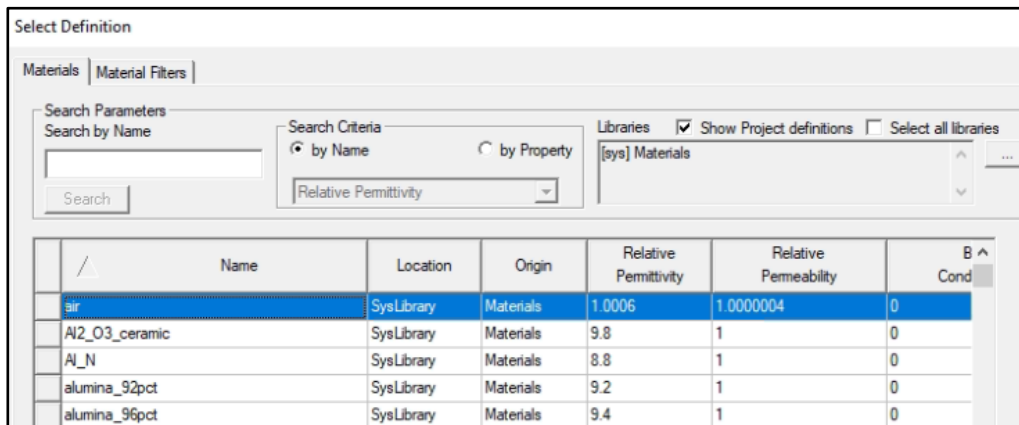 Select Definition
Materials Material Filters
Search Parameters
Search by Name
Search
Search Criteria
by Name by Property
Relative Permittivity
Libraries Show Project definitions Select all libraries
[sys] Materials
...
Name Location Origin Relative Permittivity Relative Permeability B Cond
air SysLibrary Materials 1.0006 1.0000004 0
Al2_O3_ceramic SysLibrary Materials 9.8 1 0
Al_N SysLibrary Materials 8.8 1 0
alumina_92pct SysLibrary Materials 9.2 1 0
alumina_96pct SysLibrary Materials 9.4 1 0